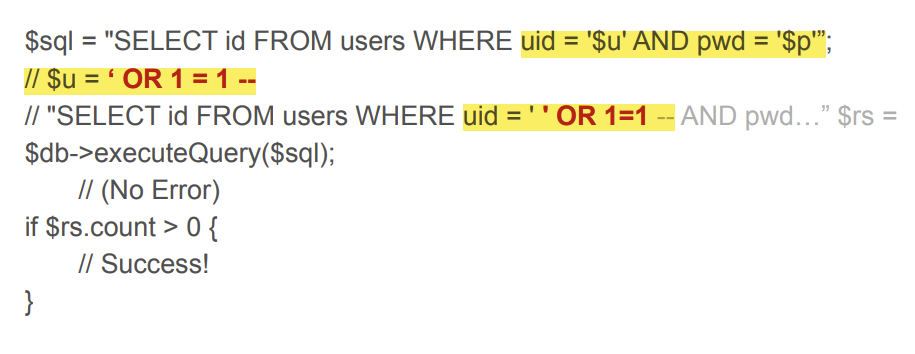 $sql = "SELECT id FROM users WHERE uid = '$u' AND pwd = '$p'”;
// $u = ‘ OR 1 = 1 --
// "SELECT id FROM users WHERE uid = ' ' OR 1=1 -- AND pwd…” $rs =
$db->executeQuery($sql);
// (No Error)
if $rs.count > 0 {
// Success!
}